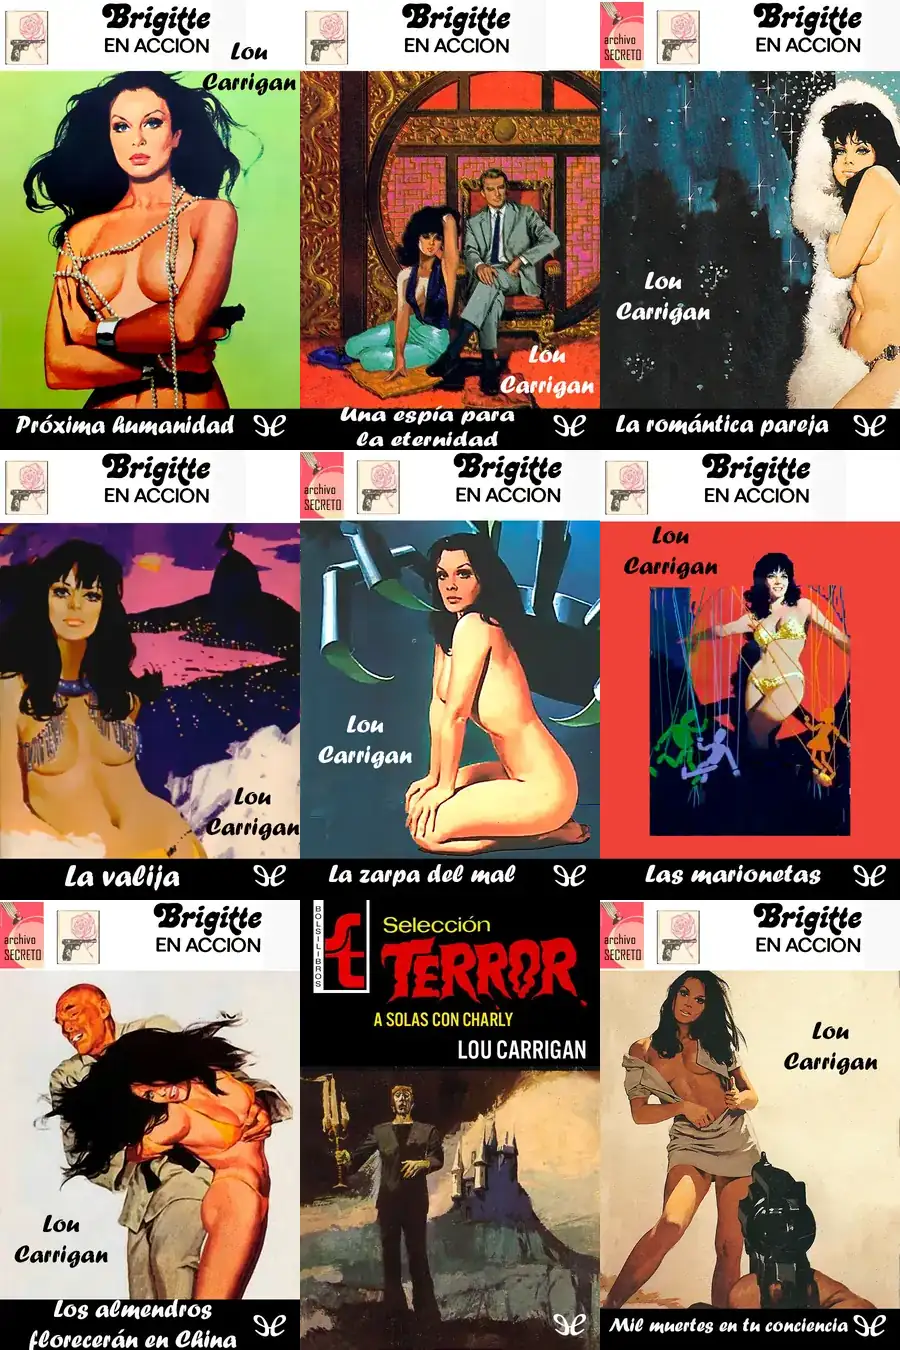 Brigitte
EN ACCION
Lou
Carrigan
Próxima humanidad
Brigitte
EN ACCION
Lou
Carrigan
Una espía para
la eternidad
archivo
SECRETO
Brigitte
EN ACCION
Lou
Carrigan
La romántica pareja
Brigitte
EN ACCION
Lou
Carrigan
La valija
archivo
SECRETO
Brigitte
EN ACCION
Lou
Carrigan
La zarpa del mal
Brigitte
EN ACCION
Lou
Carrigan
Las marionetas
archivo
SECRETO
Brigitte
EN ACCION
Lou
Carrigan
Los almendros
florecerán en China
BOLSILIBROS
Selección
TERROR
A SOLAS CON CHARLY
LOU CARRIGAN
archivo
SECRETO
Brigitte
EN ACCION
Lou
Carrigan
Mil muertes en tu conciencia